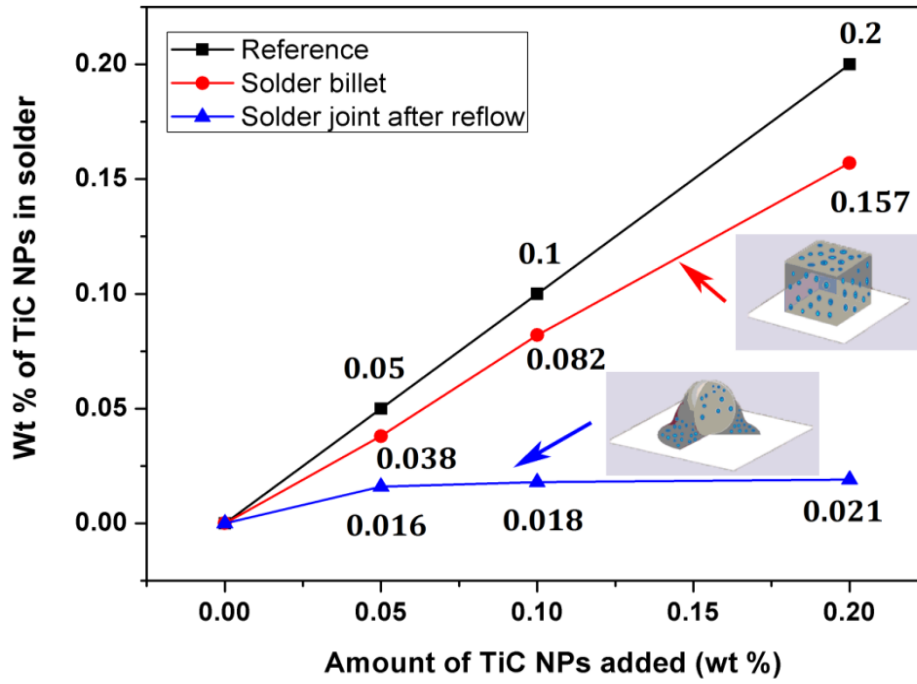 Reference
Solder billet
Solder joint after reflow
0.2
0.157
0.1
0.082
0.05
0.038
0.016
0.018
0.021
Wt % of TiC NPs in solder
0.20
0.15
0.10
0.05
0.00
0.00 0.05 0.10 0.15 0.20
Amount of TiC NPs added (wt %)